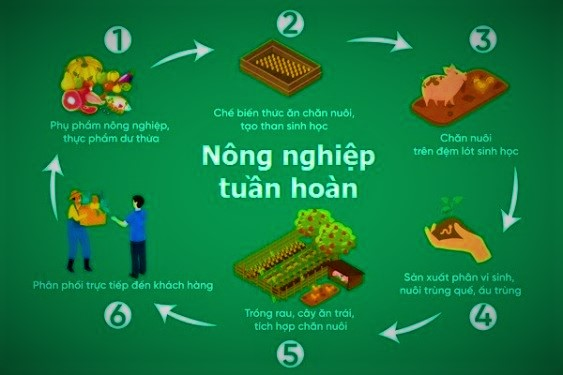 1
Phụ phẩm nông nghiệp,
thực phẩm dư thừa
2
Chế biến thức ăn chăn nuôi,
tạo than sinh học
3
Chăn nuôi
trên đệm lót sinh học
Nông nghiệp
tuần hoàn
Sản xuất phân vi sinh,
nuôi trùng quế, ấu trùng
4
Trồng rau, cây ăn trái,
tích hợp chăn nuôi
5
Phân phối trực tiếp đến khách hàng
6